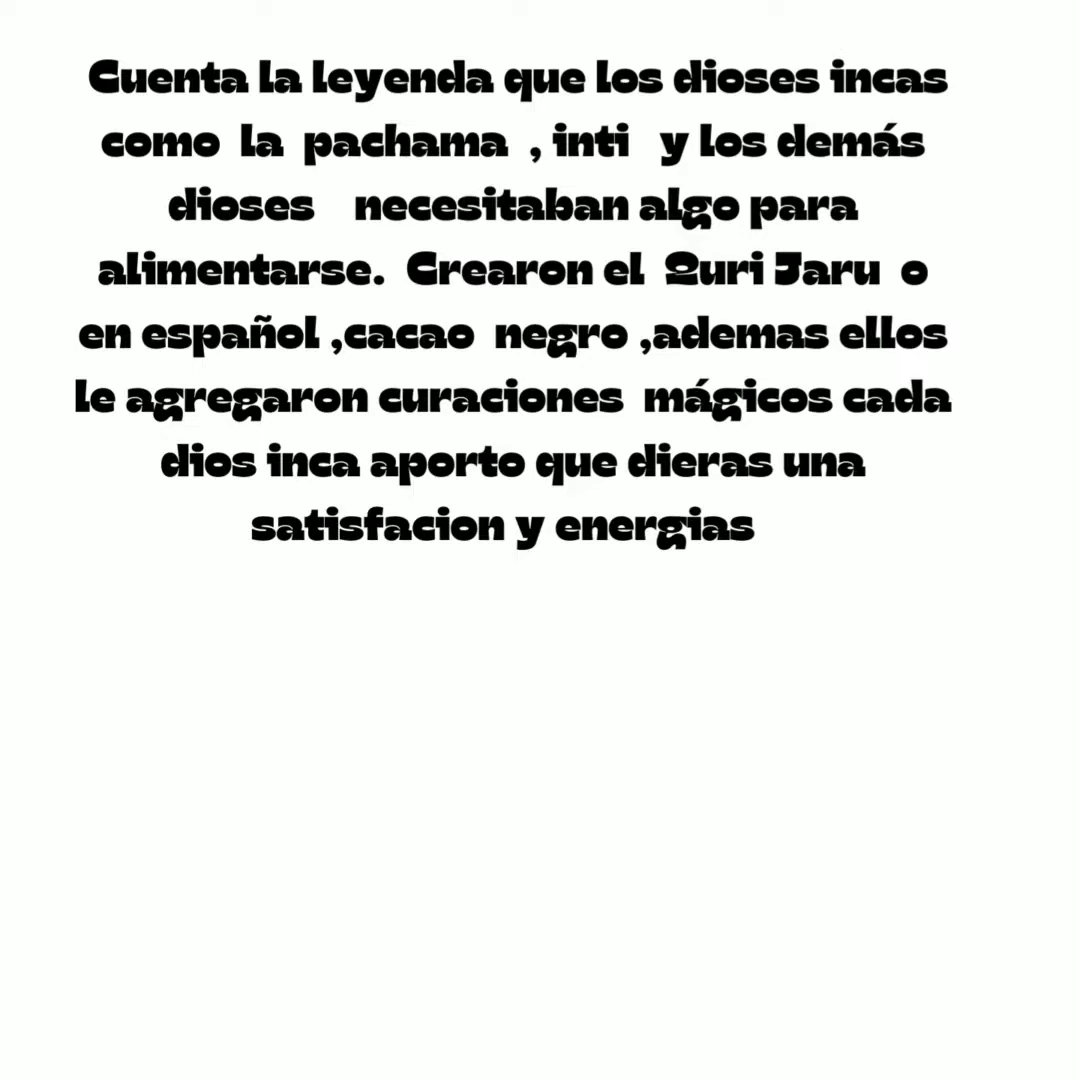 Cuenta la leyenda que los dioses incas
como la pachama , inti y los demás
dioses necesitaban algo para
alimentarse. Crearon el Quri Jaru o
en español ,cacao negro ,ademas ellos
le agregaron curaciones mágicos cada
dios inca aporto que dieras una
satisfacion y energias